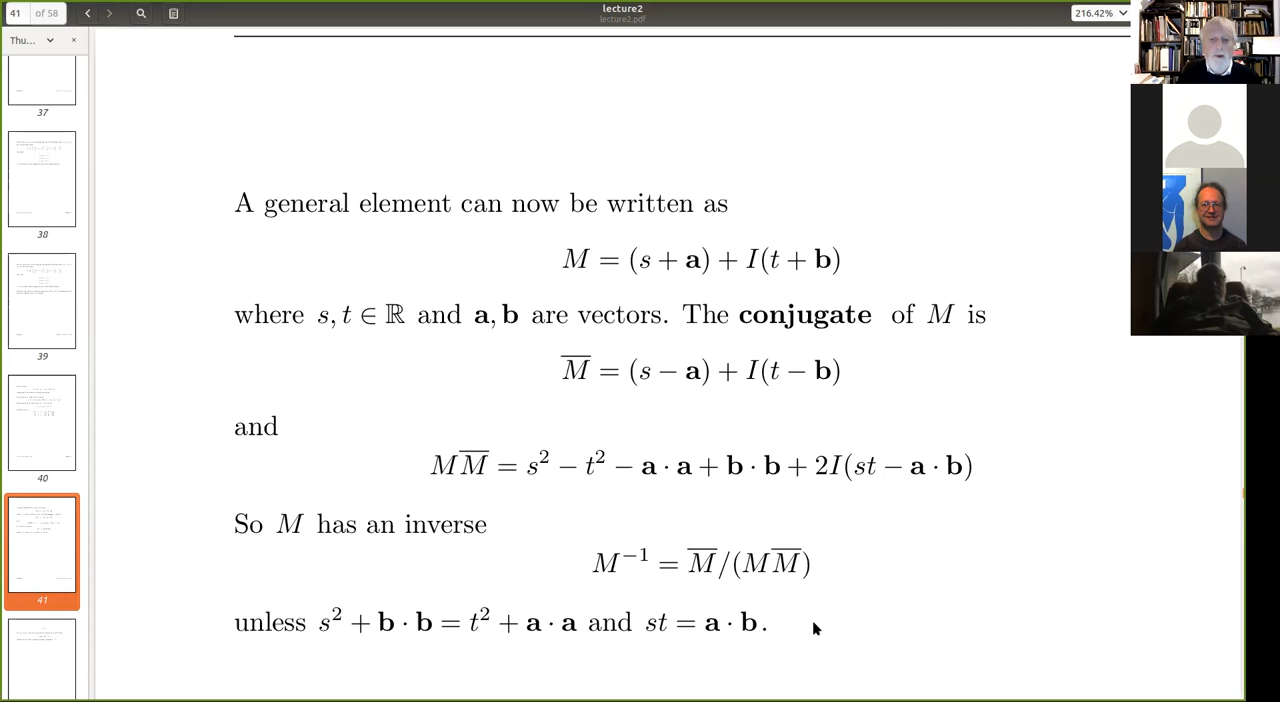 41 of 58
lecture2
lecture2.pdf
216.42%
Thu...
37
38
39
40
41
A general element can now be written as
M = (s + a) + I(t + b)
where s, t ∈ ℝ and a, b are vectors. The conjugate of M is
M̅ = (s − a) + I(t − b)
and
MM̅ = s² − t² − a · a + b · b + 2I(st − a · b)
So M has an inverse
M⁻¹ = M̅/(MM̅)
unless s² + b · b = t² + a · a and st = a · b.